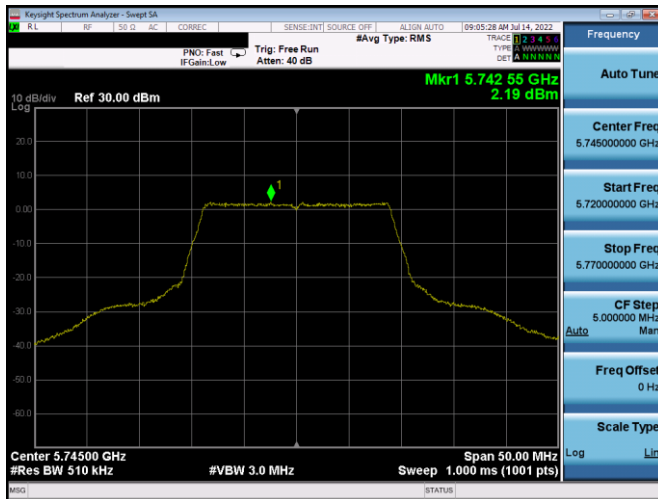 Keysight Spectrum Analyzer - Swept SA
RL RF 50 Ω AC CORREC SENSE:INT SOURCE OFF ALIGN AUTO 09:05:28 AM Jul 14, 2022
#Avg Type: RMS TRACE 1 2 3 4 5 6
PNO: Fast Trig: Free Run TYPE A WWWWW
IFGain:Low Atten: 40 dB DET A N N N N N
Mkr1 5.742 55 GHz
2.19 dBm
10 dB/div Ref 30.00 dBm
Log
20.0
1
0.00
-10.0
-20.0
-30.0
-40.0
-50.0
-60.0
Center 5.74500 GHz Span 50.00 MHz
#Res BW 510 kHz #VBW 3.0 MHz Sweep 1.000 ms (1001 pts)
MSG STATUS
Frequency
Auto Tune
Center Freq
5.745000000 GHz
Start Freq
5.720000000 GHz
Stop Freq
5.770000000 GHz
CF Step
5.000000 MHz
Auto Man
Freq Offset
0 Hz
Scale Type
Log Lin